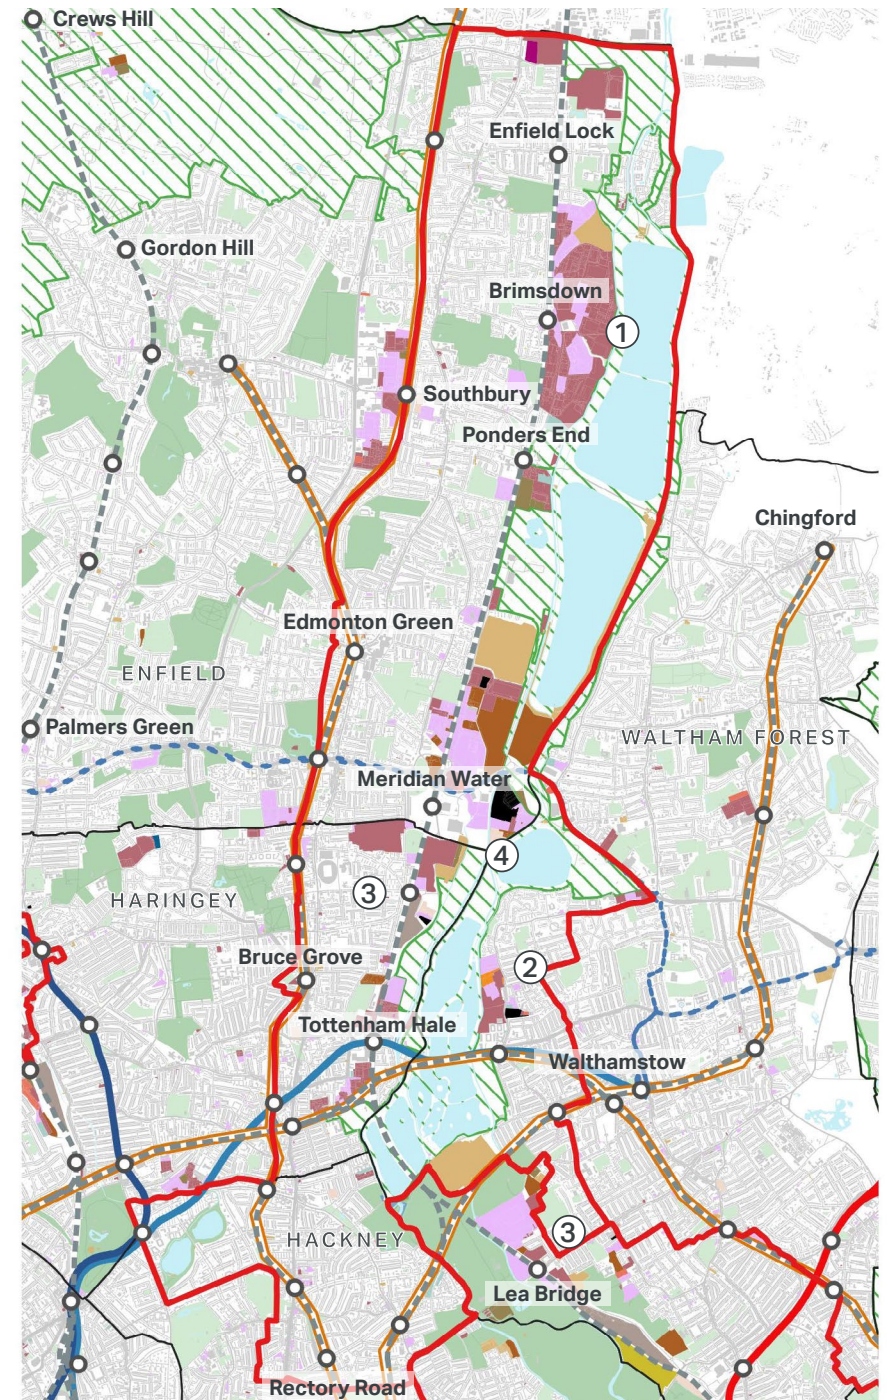 Crews Hill
Enfield Lock
Gordon Hill
Brimsdown
1
Southbury
Ponders End
Chingford
Edmonton Green
ENFIELD
Palmers Green
WALTHAM FOREST
Meridian Water
4
3
HARINGEY
Bruce Grove
2
Tottenham Hale
Walthamstow
HACKNEY
3
Lea Bridge
Rectory Road